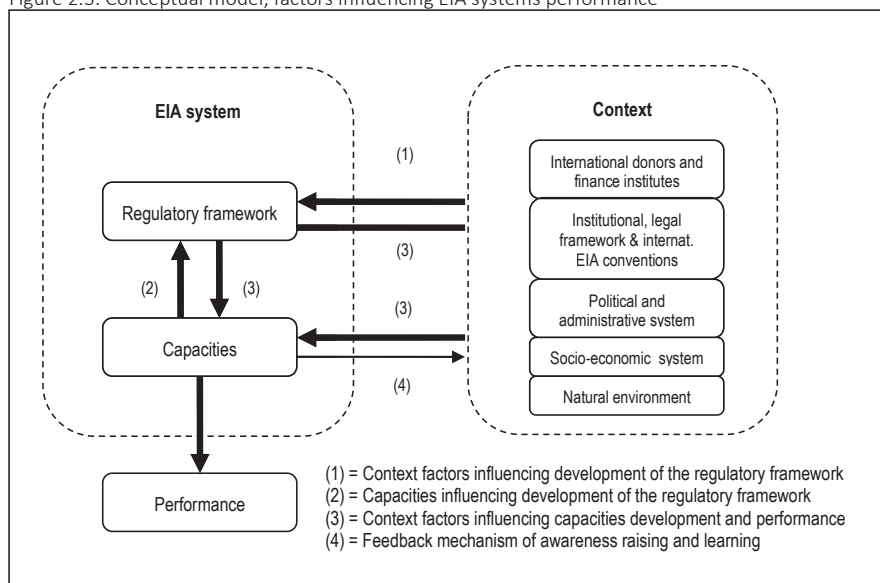 Figure Conceptual model, factors influencing EIA systems performance
EIA system
Context
(1)
International donors and
finance institutes
Regulatory framework
Institutional, legal
framework & internat.
EIA conventions
(3)
(2)
(3)
(3)
Political and
administrative system
Capacities
Socio-economic system
(4)
Natural environment
Performance
(1) = Context factors influencing development of the regulatory framework
(2) = Capacities influencing development of the regulatory framework
(3) = Context factors influencing capacities development and performance
(4) = Feedback mechanism of awareness raising and learning